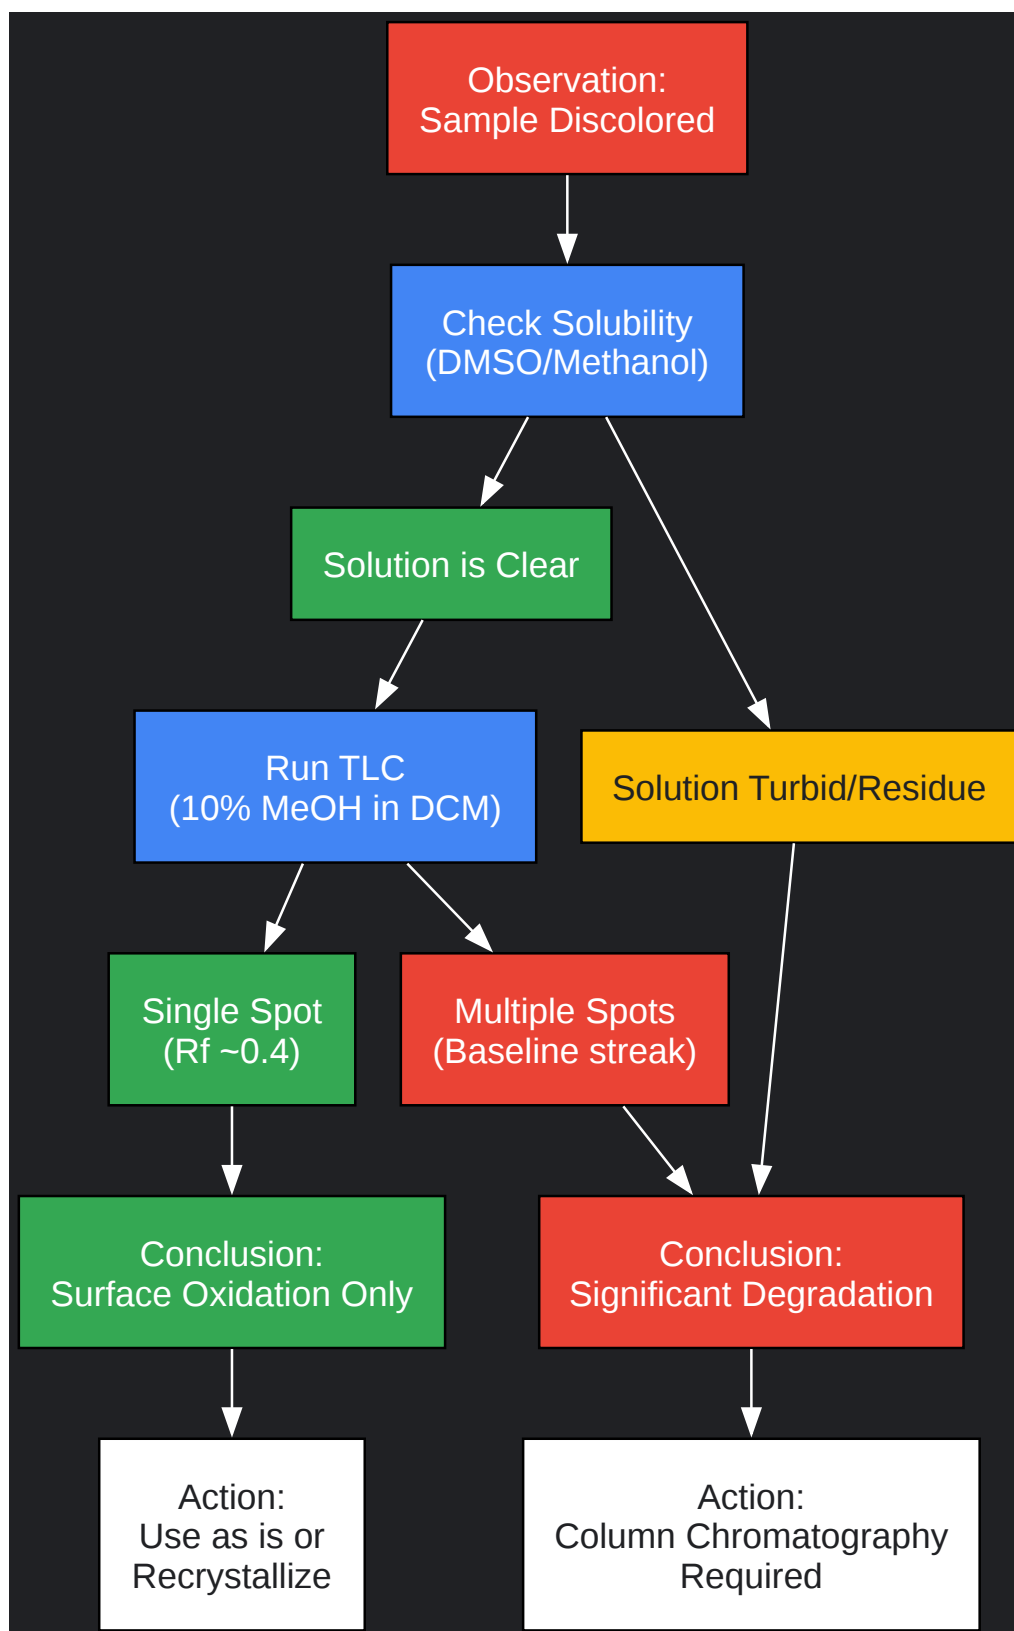 Observation:
Sample Discolored
Check Solubility
(DMSO/Methanol)
Solution is Clear
Run TLC
(10% MeOH in DCM)
Solution Turbid/Residue
Single Spot
(Rf ~0.4)
Multiple Spots
(Baseline streak)
Conclusion:
Surface Oxidation Only
Conclusion:
Significant Degradation
Action:
Use as is or
Recrystallize
Action:
Column Chromatography
Required